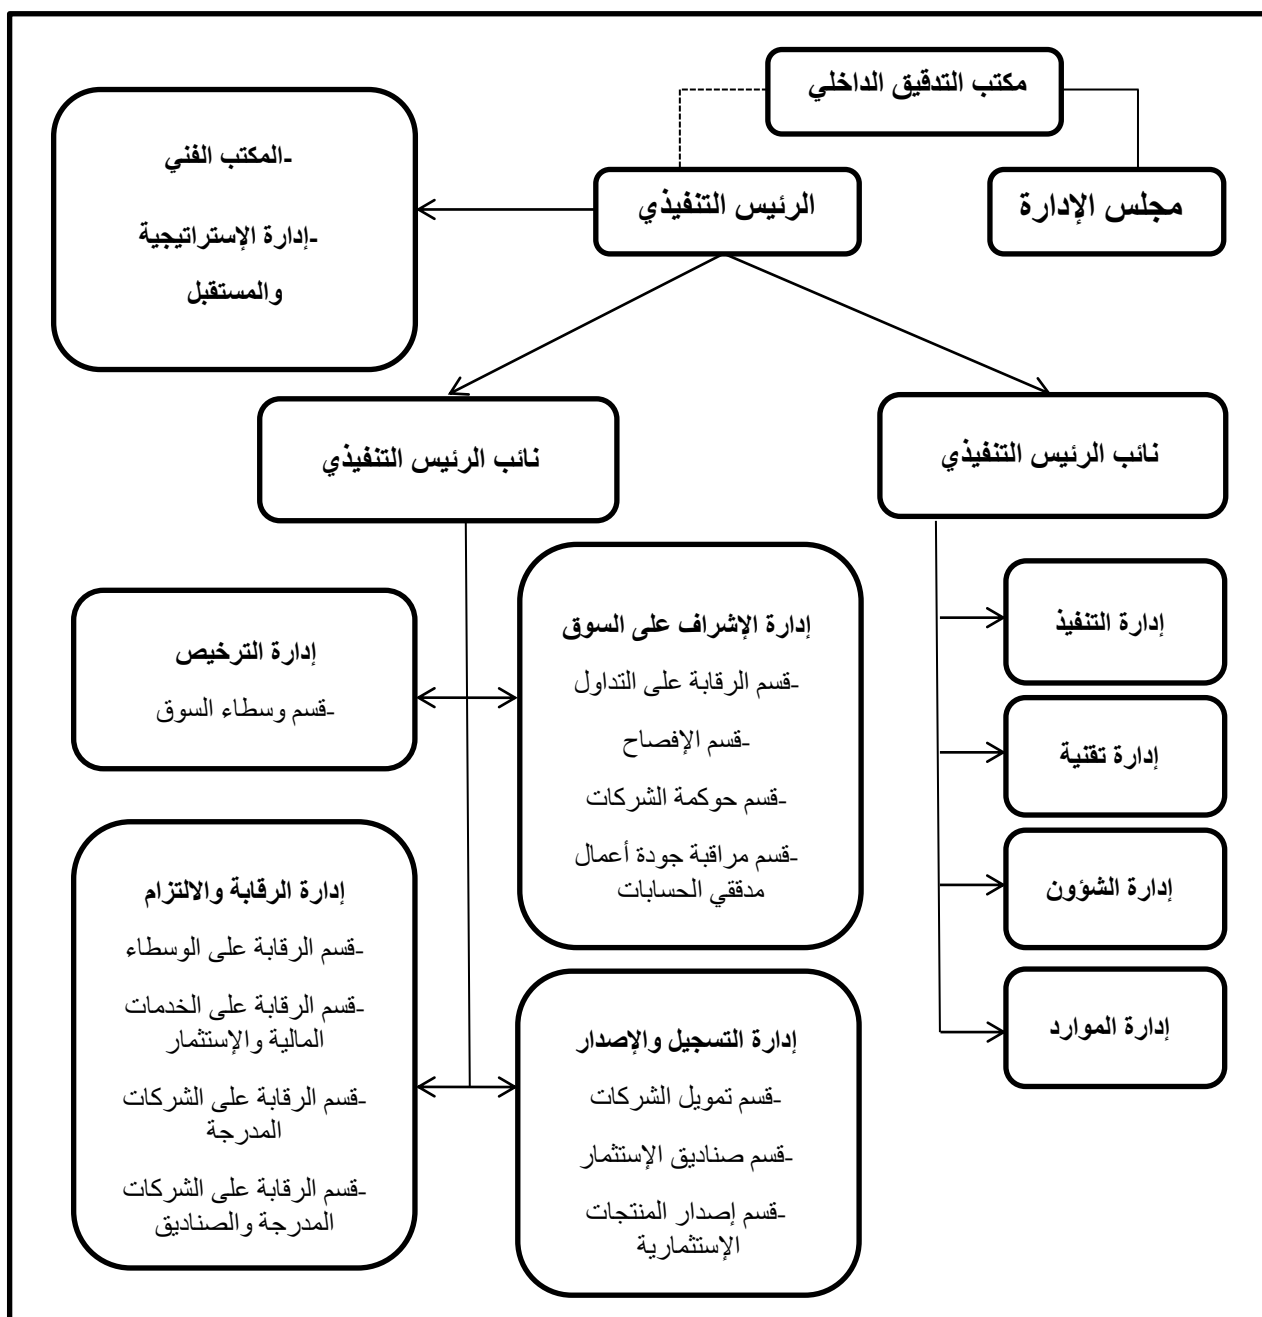 مكتب التدقيق الداخلي
مجلس الإدارة
الرئيس التنفيذي
-المكتب الفني
-إدارة الإستراتيجية
والمستقبل
نائب الرئيس التنفيذي
نائب الرئيس التنفيذي
إدارة التنفيذ
إدارة تقنية
إدارة الشؤون
إدارة الموارد
إدارة الإشراف على السوق
-قسم الرقابة على التداول
-قسم الإفصاح
-قسم حوكمة الشركات
-قسم مراقبة جودة أعمال
مدققي الحسابات
إدارة الترخيص
-قسم وسطاء السوق
إدارة التسجيل والإصدار
-قسم تمويل الشركات
-قسم صناديق الإستثمار
-قسم إصدار المنتجات
الإستثمارية
إدارة الرقابة والالتزام
-قسم الرقابة على الوسطاء
-قسم الرقابة على الخدمات
المالية والإستثمار
-قسم الرقابة على الشركات
المدرجة
-قسم الرقابة على الشركات
المدرجة والصناديق